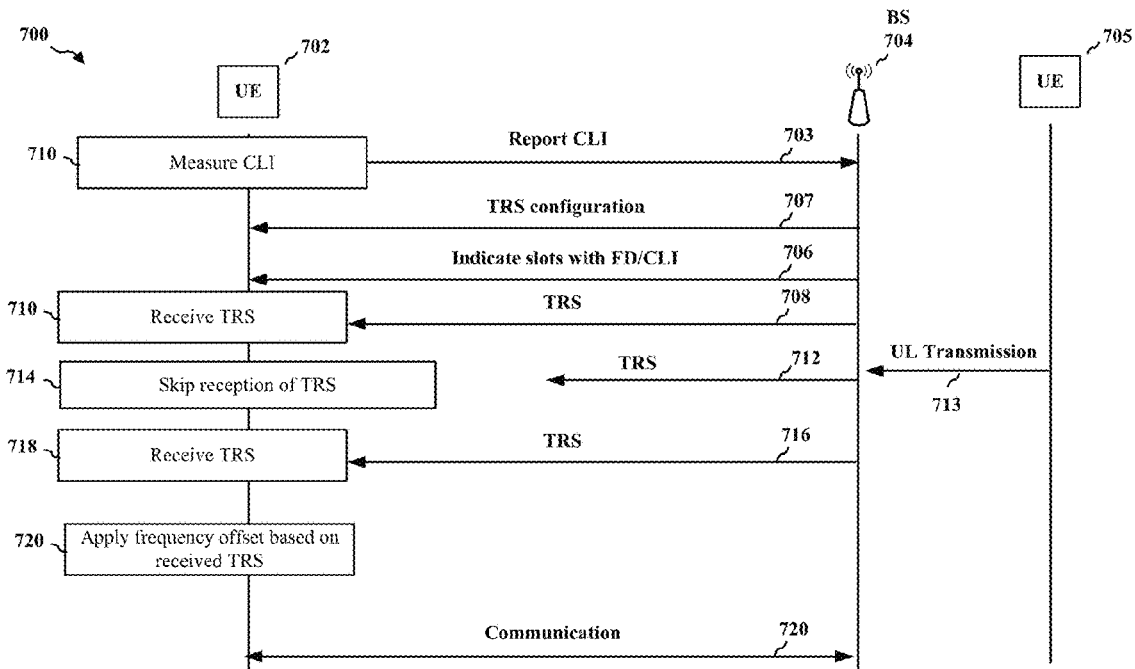 700
702
UE
BS
704
705
UE
710
Measure CLI
Report CLI
703
TRS configuration
707
Indicate slots with FD/CLI
706
710
Receive TRS
TRS
708
714
Skip reception of TRS
TRS
712
UL Transmission
713
718
Receive TRS
TRS
716
720
Apply frequency offset based on
received TRS
Communication
720